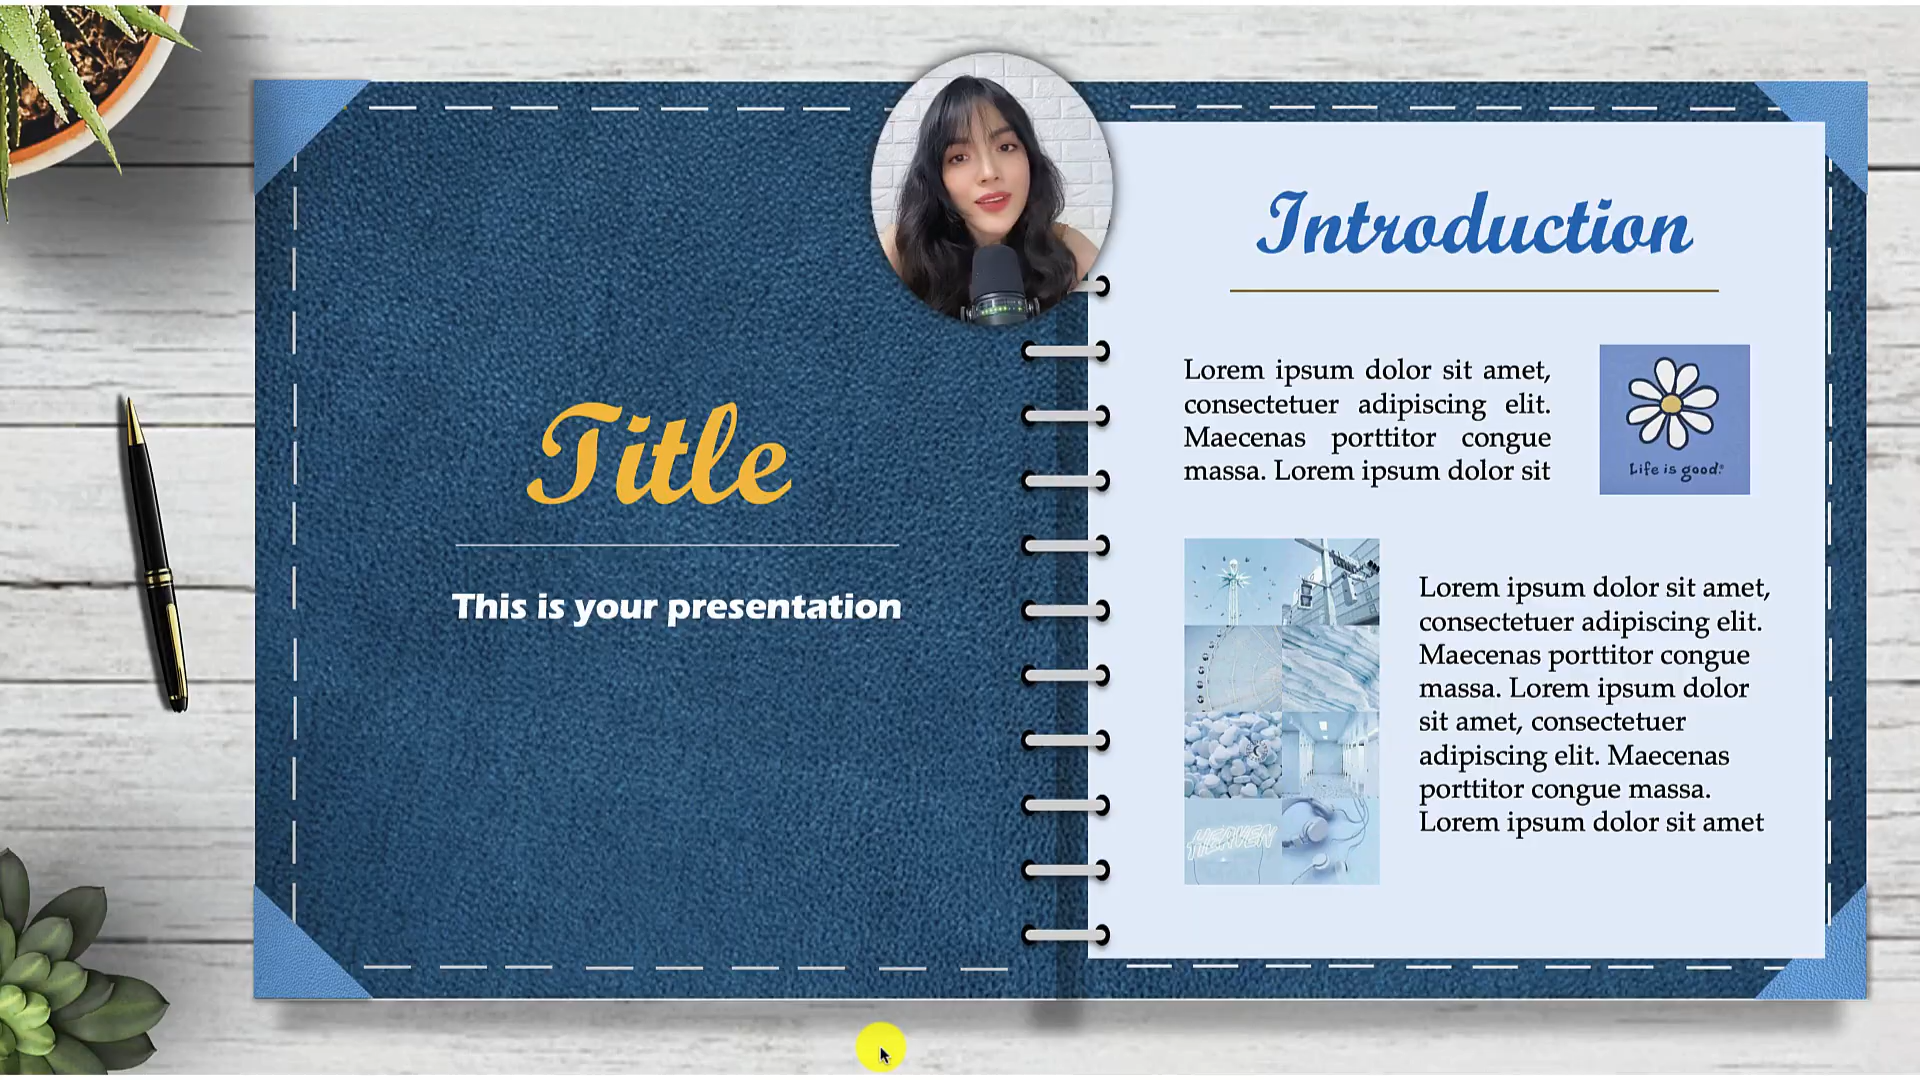 Title
This is your presentation
Introduction
Lorem ipsum dolor sit amet,
consectetuer adipiscing elit.
Maecenas porttitor congue
massa. Lorem ipsum dolor sit
Life is good.®
HEAVEN
Lorem ipsum dolor sit amet,
consectetuer adipiscing elit.
Maecenas porttitor congue
massa. Lorem ipsum dolor
sit amet, consectetuer
adipiscing elit. Maecenas
porttitor congue massa.
Lorem ipsum dolor sit amet